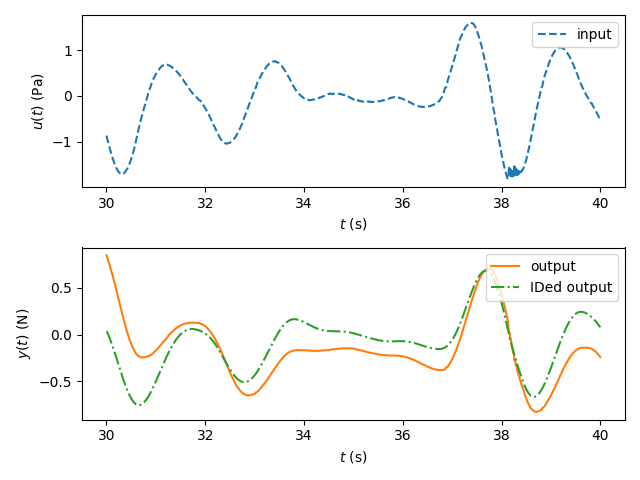 1
0
−1
u(t) (Pa)
input
30 32 34 36 38 40
t (s)
0.5
0.0
−0.5
y(t) (N)
output
IDed output
30 32 34 36 38 40
t (s)